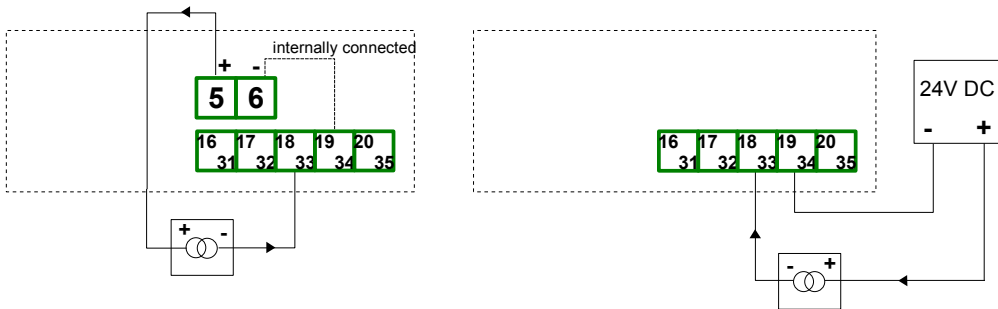 internally connected
+ -
5 6
16 17 18 19 20
31 32 33 34 35
+ -
24V DC
- +
16 17 18 19 20
31 32 33 34 35
- +